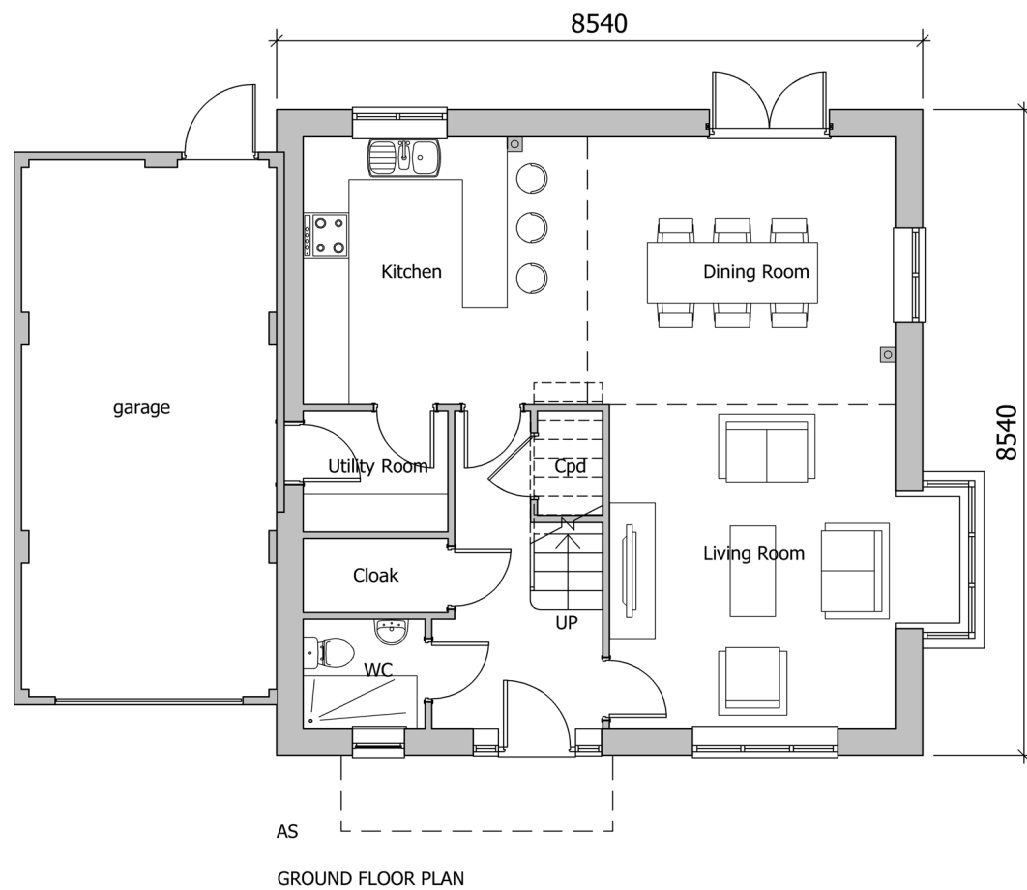 8540
Kitchen
Dining Room
garage
8540
Utility Room
Cpd
Living Room
Cloak
UP
WC
AS
GROUND FLOOR PLAN